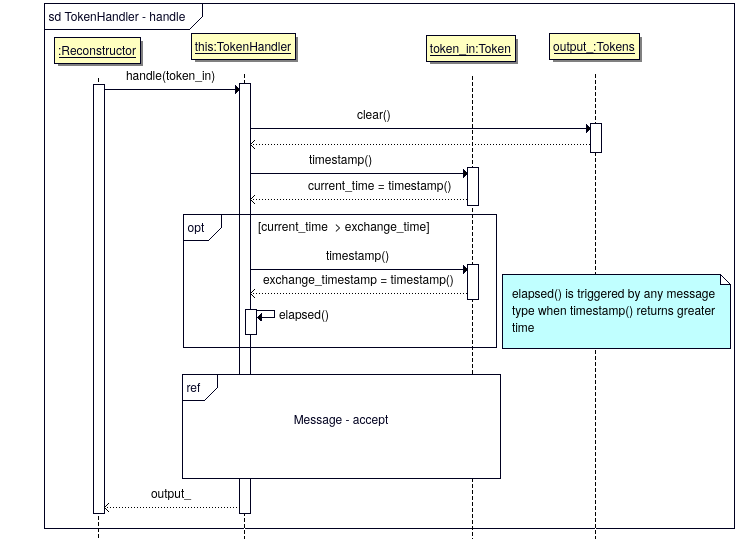 sd TokenHandler - handle
:Reconstructor
this:TokenHandler
token_in:Token
output_:Tokens
handle(token_in)
clear()
timestamp()
current_time = timestamp()
opt
[current_time > exchange_time]
timestamp()
exchange_timestamp = timestamp()
elapsed()
elapsed() is triggered by any message
type when timestamp() returns greater
time
ref
Message - accept
output_